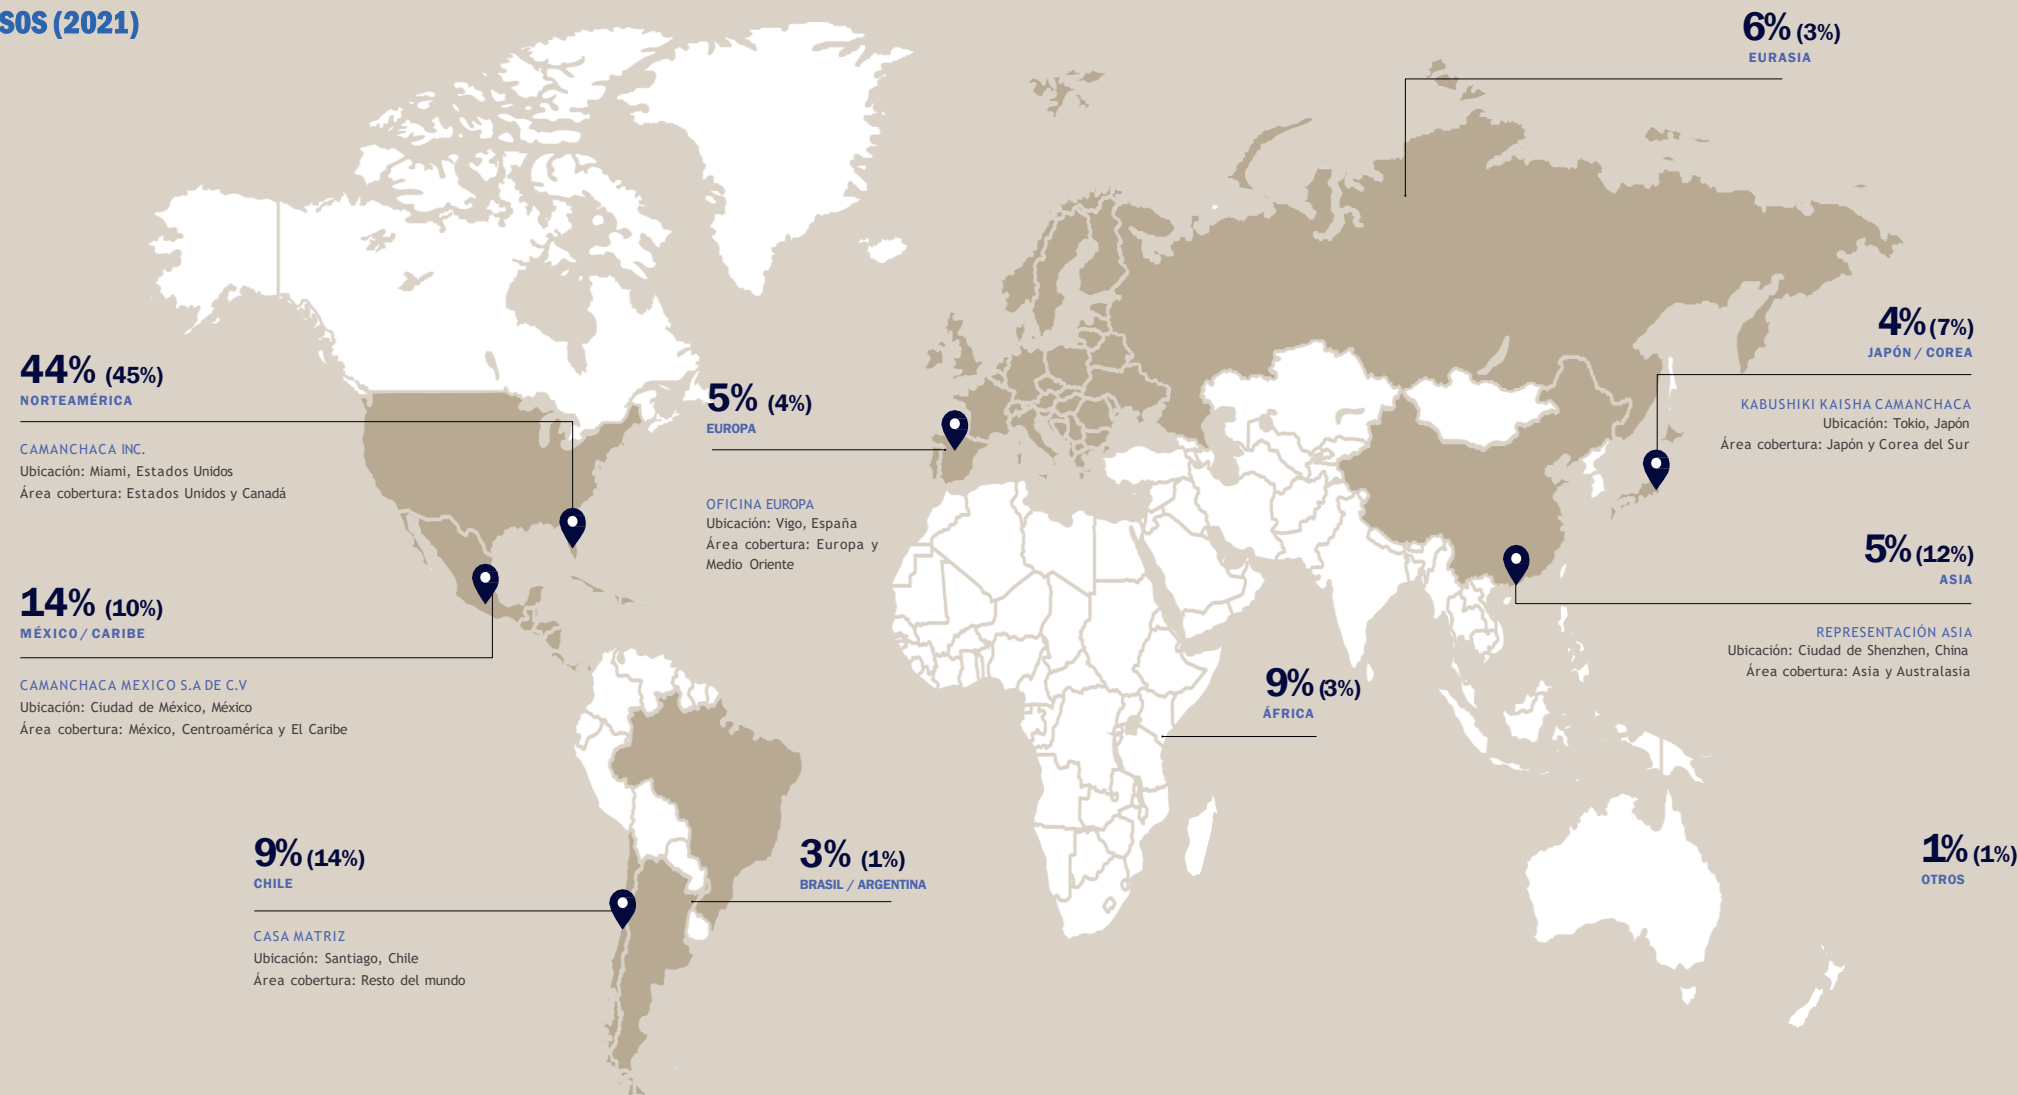 SOS (2021)
6% (3%)
EURASIA
44% (45%)
NORTEAMÉRICA
CAMANCHACA INC.
Ubicación: Miami, Estados Unidos
Área cobertura: Estados Unidos y Canadá
14% (10%)
MÉXICO / CARIBE
CAMANCHACA MEXICO S.A DE C.V
Ubicación: Ciudad de México, México
Área cobertura: México, Centroamérica y El Caribe
5% (4%)
EUROPA
OFICINA EUROPA
Ubicación: Vigo, España
Área cobertura: Europa y
Medio Oriente
4% (7%)
JAPÓN / COREA
KABUSHIKI KAISHA CAMANCHACA
Ubicación: Tokio, Japón
Área cobertura: Japón y Corea del Sur
5% (12%)
ASIA
REPRESENTACIÓN ASIA
Ubicación: Ciudad de Shenzhen, China
Área cobertura: Asia y Australasia
9% (3%)
ÁFRICA
9% (14%)
CHILE
CASA MATRIZ
Ubicación: Santiago, Chile
Área cobertura: Resto del mundo
3% (1%)
BRASIL / ARGENTINA
1% (1%)
OTROS